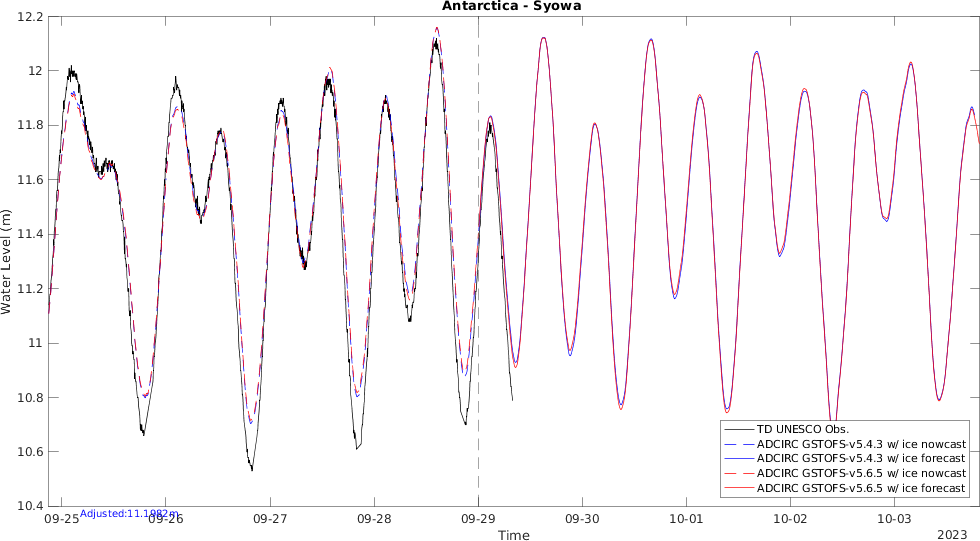 Antarctica - Syowa
12.2
12
11.8
11.6
11.4
11.2
11
10.8
10.6
10.4
Water Level (m)
TD UNESCO Obs.
ADCIRC GSTOFS-v5.4.3 w/ ice nowcast
ADCIRC GSTOFS-v5.4.3 w/ ice forecast
ADCIRC GSTOFS-v5.6.5 w/ ice nowcast
ADCIRC GSTOFS-v5.6.5 w/ ice forecast
09-25 09-26 09-27 09-28 09-29 09-30 10-01 10-02 10-03
Adjusted:11.1982m
Time
2023